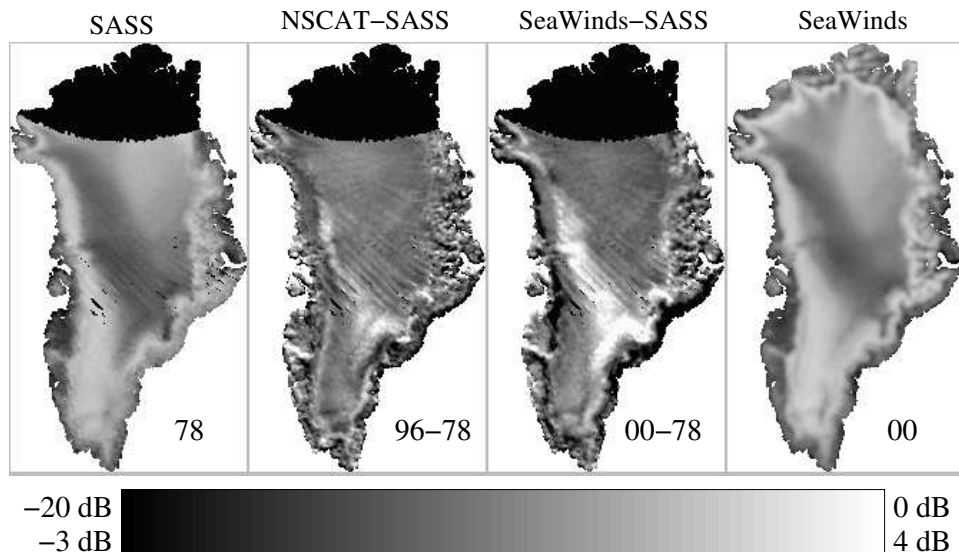 SASS NSCAT–SASS SeaWinds–SASS SeaWinds
78 96–78 00–78 00
−20 dB 0 dB
−3 dB 4 dB